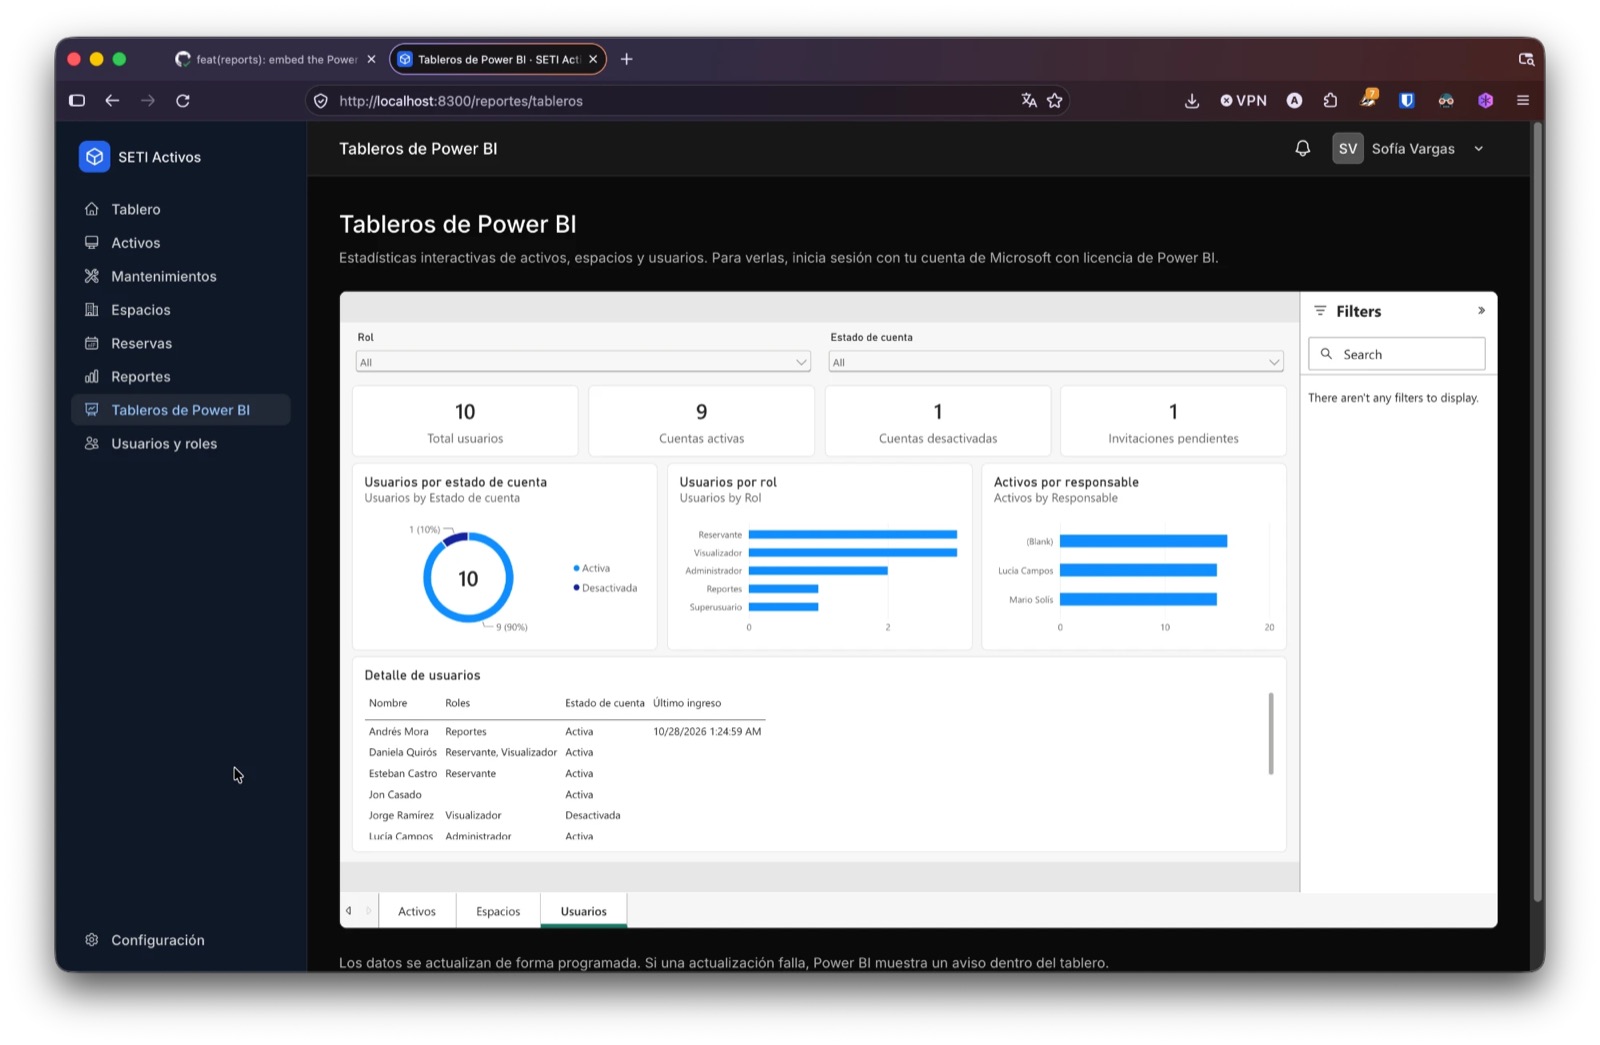 feat(reports): embed the Power
Tableros de Power BI · SETI Acti
http://localhost:8300/reportes/tableros
VPN
A
7
SETI Activos
Tablero
Activos
Mantenimientos
Espacios
Reservas
Reportes
Tableros de Power BI
Usuarios y roles
Configuración
Tableros de Power BI
SV Sofía Vargas
Tableros de Power BI
Estadísticas interactivas de activos, espacios y usuarios. Para verlas, inicia sesión con tu cuenta de Microsoft con licencia de Power BI.
Rol
All
Estado de cuenta
All
10
Total usuarios
9
Cuentas activas
1
Cuentas desactivadas
1
Invitaciones pendientes
Usuarios por estado de cuenta
Usuarios by Estado de cuenta
1 (10%)
10
9 (90%)
Activa
Desactivada
Usuarios por rol
Usuarios by Rol
Reservante
Visualizador
Administrador
Reportes
Superusuario
0 2
Activos por responsable
Activos by Responsable
(Blank)
Lucía Campos
Mario Solís
0 10 20
Detalle de usuarios
Nombre Roles Estado de cuenta Último ingreso
Andrés Mora Reportes Activa 10/28/2026 1:24:59 AM
Daniela Quirós Reservante, Visualizador Activa
Esteban Castro Reservante Activa
Jon Casado Activa
Jorge Ramírez Visualizador Desactivada
Lucía Campos Administrador Activa
Filters
Search
There aren't any filters to display.
Activos
Espacios
Usuarios
Los datos se actualizan de forma programada. Si una actualización falla, Power BI muestra un aviso dentro del tablero.